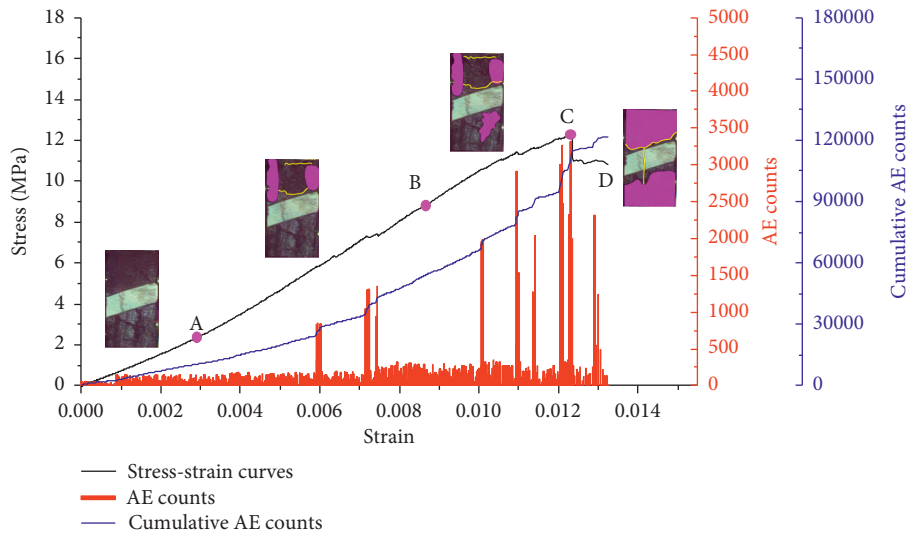 18
16
14
12
10
8
6
4
2
0
Stress (MPa)
5000
4500
4000
3500
3000
2500
2000
1500
1000
500
0
AE counts
180000
150000
120000
90000
60000
30000
0
Cumulative AE counts
A
B
C
D
0.000 0.002 0.004 0.006 0.008 0.010 0.012 0.014
Strain
Stress-strain curves
AE counts
Cumulative AE counts